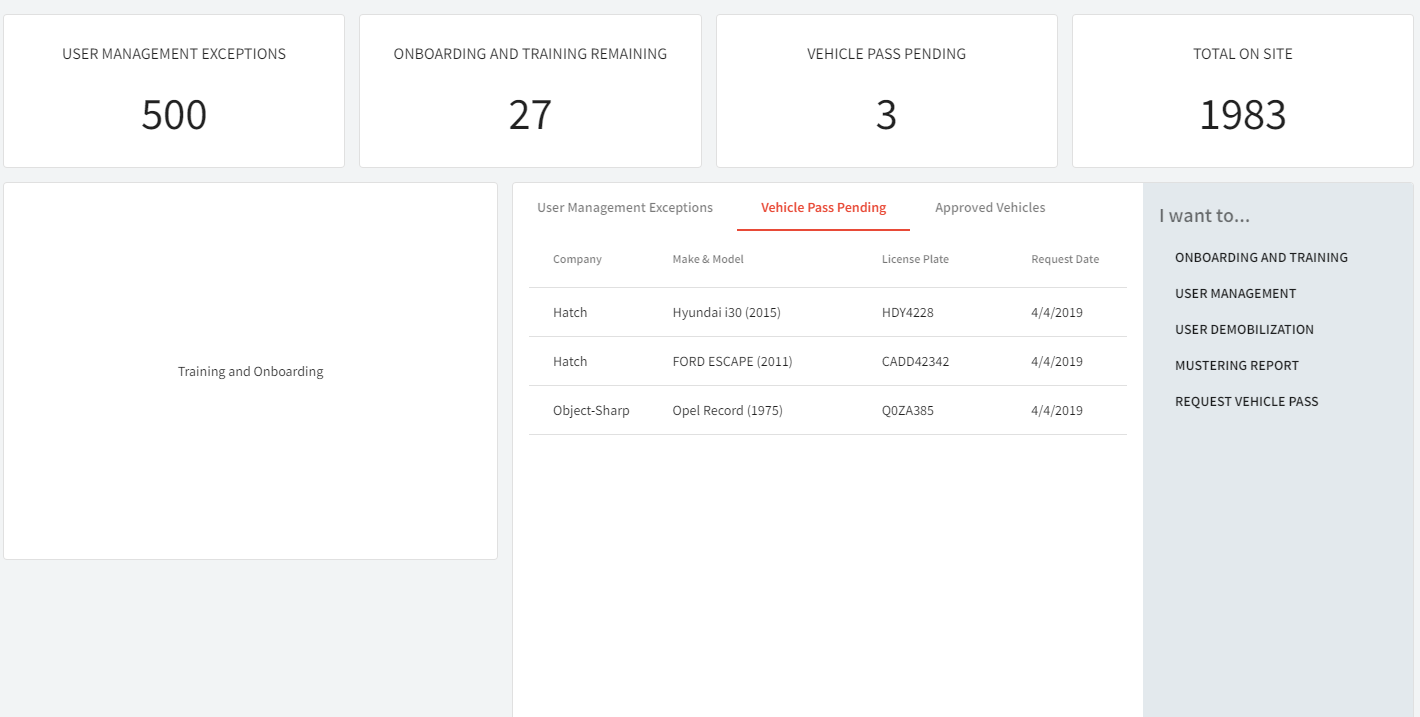 USER MANAGEMENT EXCEPTIONS
500
ONBOARDING AND TRAINING REMAINING
27
VEHICLE PASS PENDING
3
TOTAL ON SITE
1983
Training and Onboarding
User Management Exceptions Vehicle Pass Pending Approved Vehicles
Company Make & Model License Plate Request Date
Hatch Hyundai i30 (2015) HDY4228 4/4/2019
Hatch FORD ESCAPE (2011) CADD42342 4/4/2019
Object-Sharp Opel Record (1975) Q0ZA385 4/4/2019
I want to...
ONBOARDING AND TRAINING
USER MANAGEMENT
USER DEMOBILIZATION
MUSTERING REPORT
REQUEST VEHICLE PASS